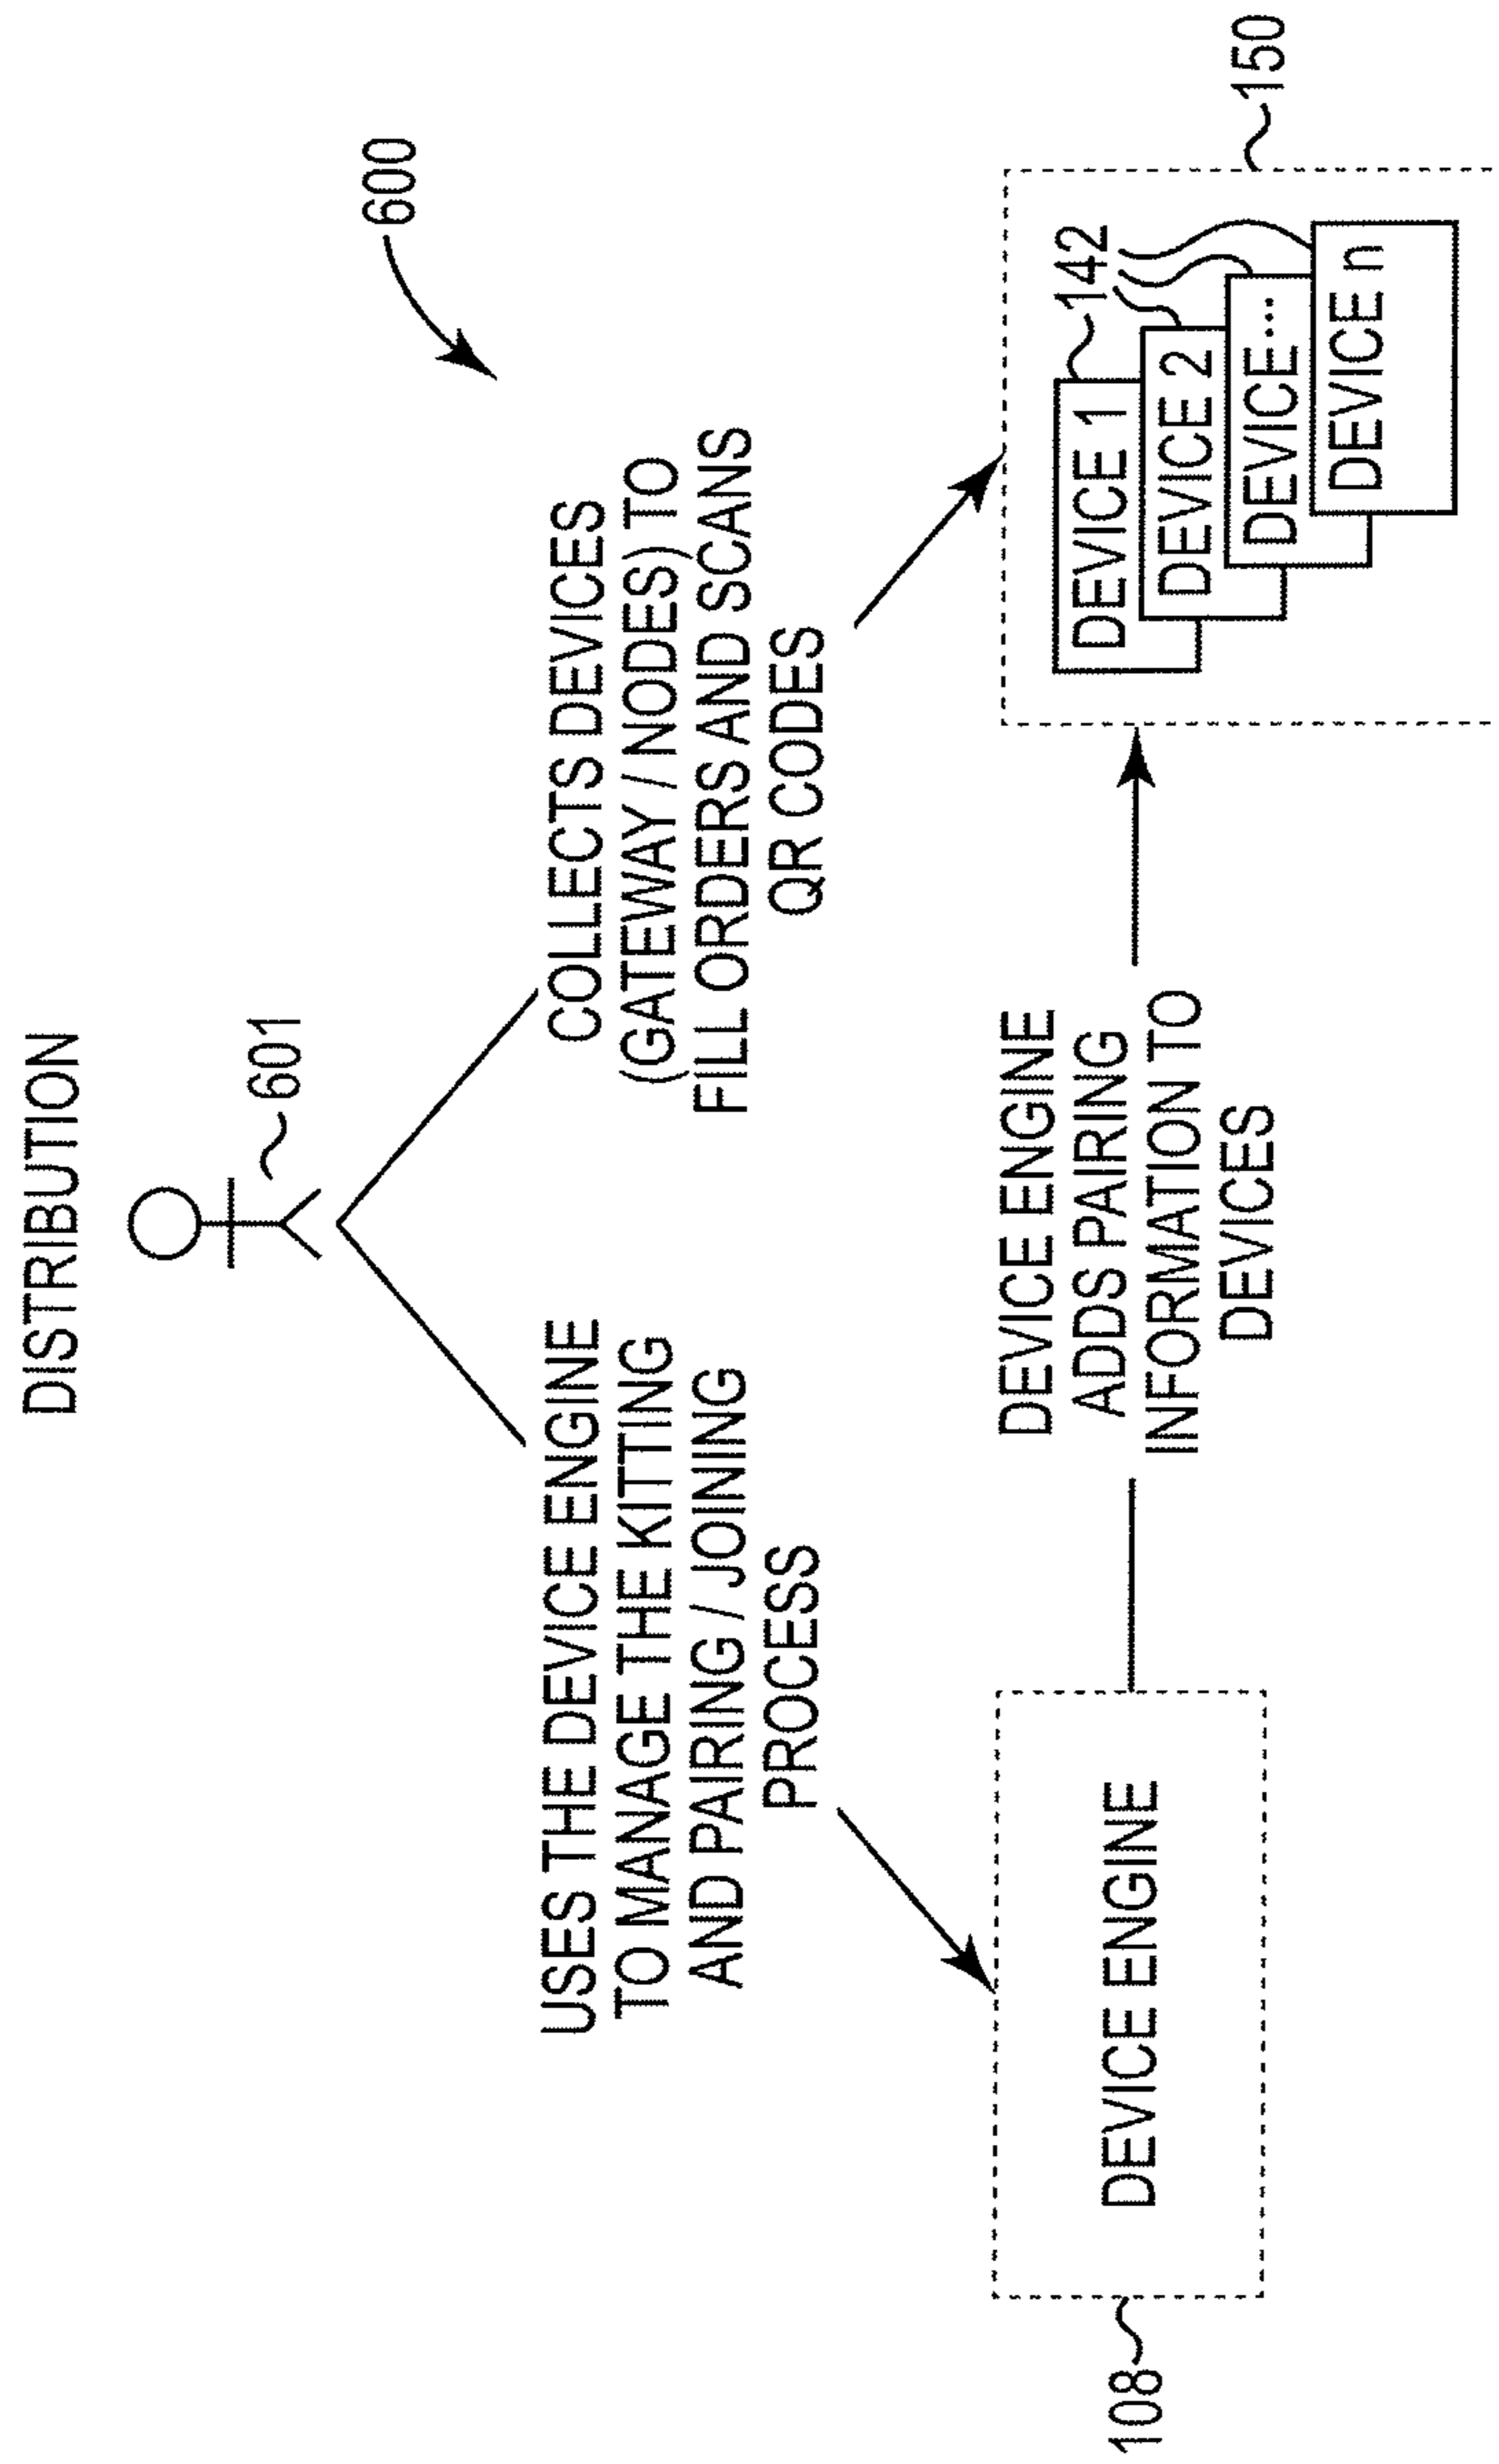 DISTRIBUTION
601
600
USES THE DEVICE ENGINE
TO MANAGE THE KITTING
AND PAIRING / JOINING
PROCESS
COLLECTS DEVICES
(GATEWAY / NODES) TO
FILL ORDERS AND SCANS
QR CODES
108
DEVICE ENGINE
DEVICE ENGINE
ADDS PAIRING
INFORMATION TO
DEVICES
DEVICE 1
142
DEVICE 2
DEVICE...
DEVICE n
150